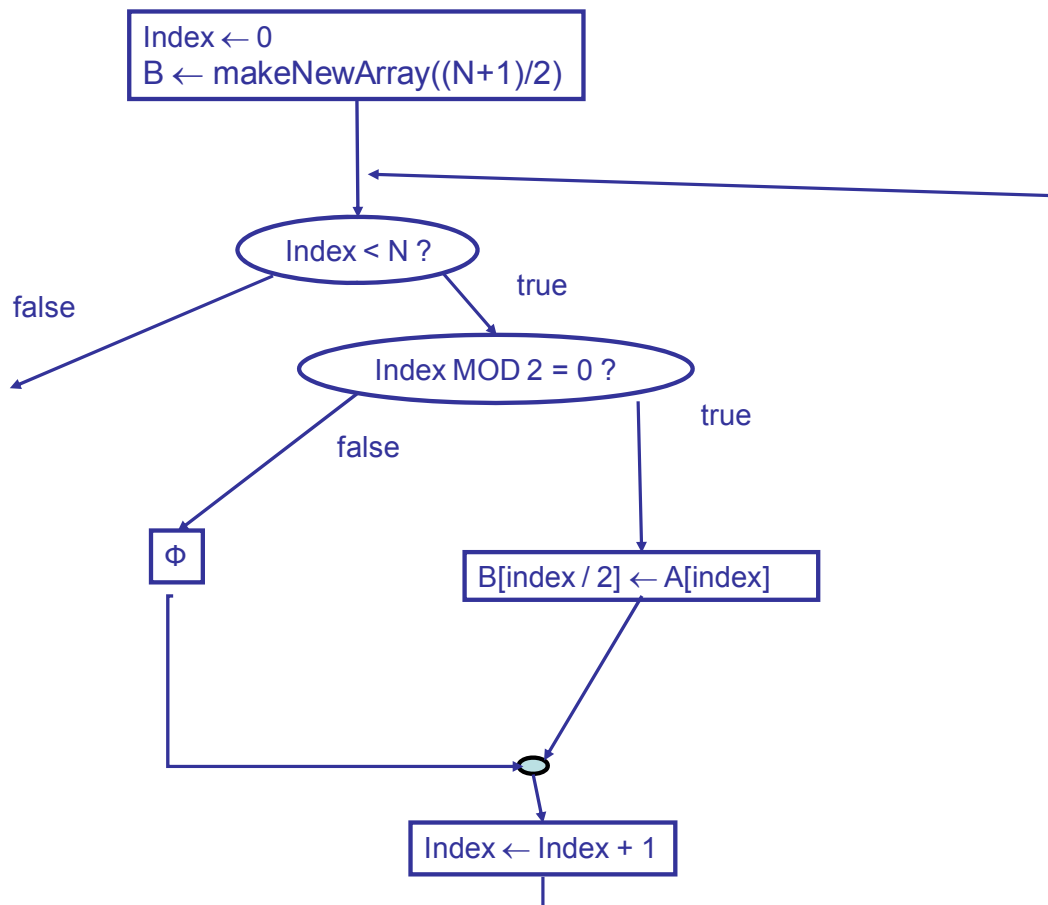 Index ← 0
B ← makeNewArray((N+1)/2)
Index < N ?
false
true
Index MOD 2 = 0 ?
false
true
Φ
B[index / 2] ← A[index]
Index ← Index + 1